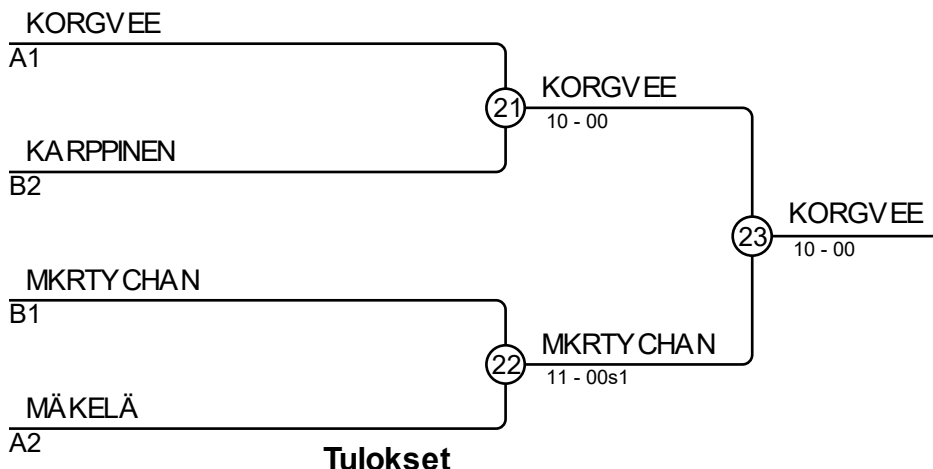 KORGVEE
A1
21
KORGVEE
10 - 00
KARPPINEN
B2
23
KORGVEE
10 - 00
MKRTYCHAN
B1
22
MKRTYCHAN
11 - 00s1
MÄKELÄ
A2
Tulokset